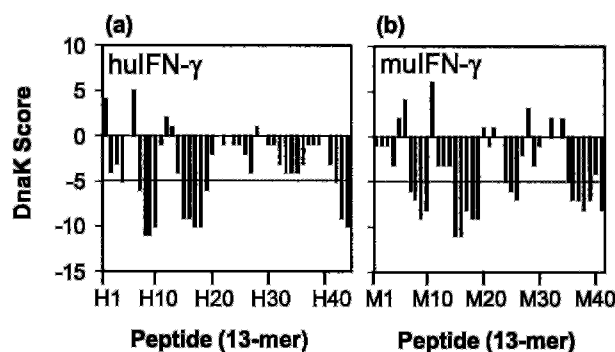 (a)
(b)
huIFN-γ
muIFN-γ
DnaK Score
10
5
0
-5
-10
-15
H1 H10 H20 H30 H40
M1 M10 M20 M30 M40
Peptide (13-mer)
Peptide (13-mer)